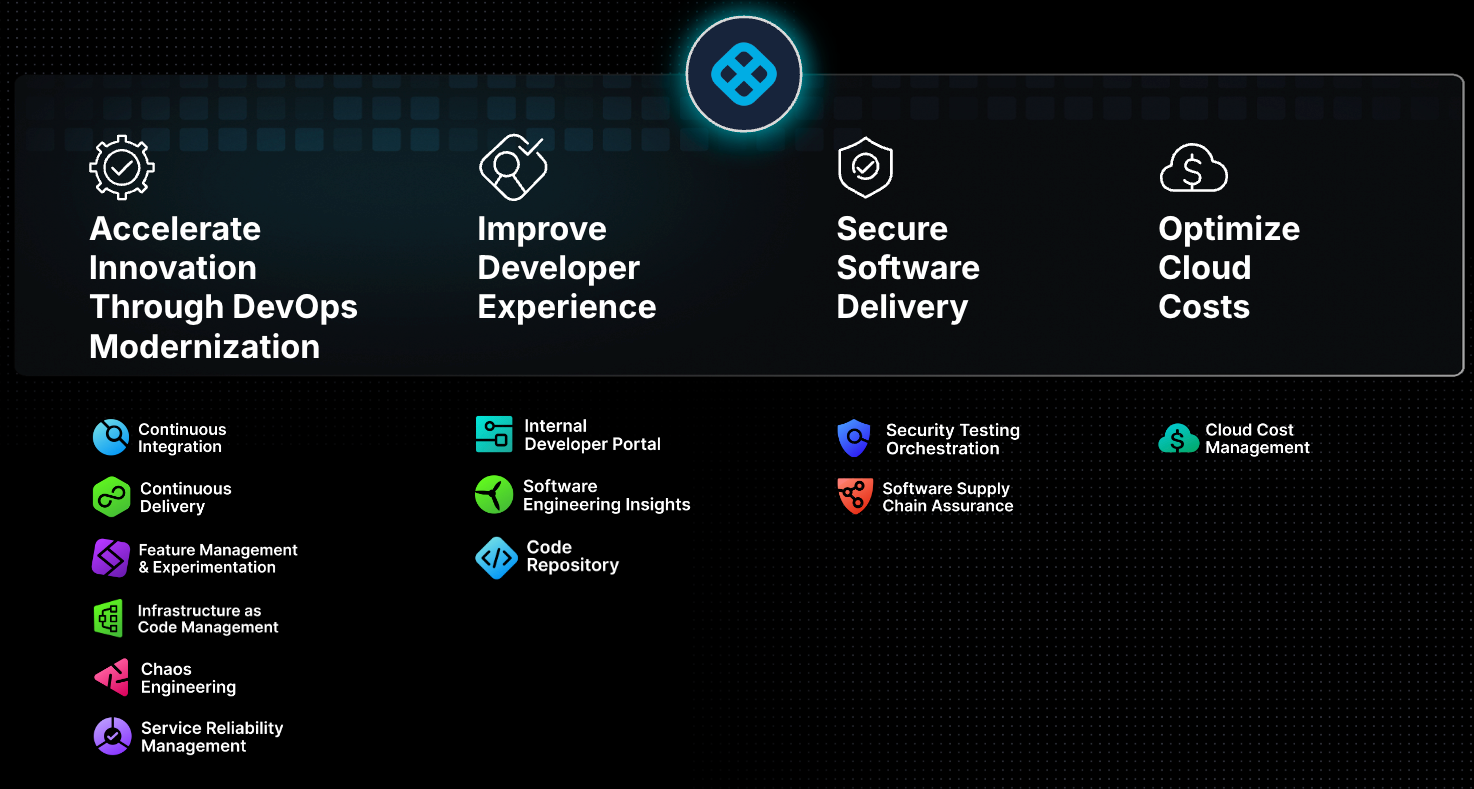 Accelerate
Innovation
Through DevOps
Modernization
Improve
Developer
Experience
Secure
Software
Delivery
Optimize
Cloud
Costs
Continuous
Integration
Continuous
Delivery
Feature Management
& Experimentation
Infrastructure as
Code Management
Chaos
Engineering
Service Reliability
Management
Internal
Developer Portal
Software
Engineering Insights
Code
Repository
Security Testing
Orchestration
Software Supply
Chain Assurance
Cloud Cost
Management